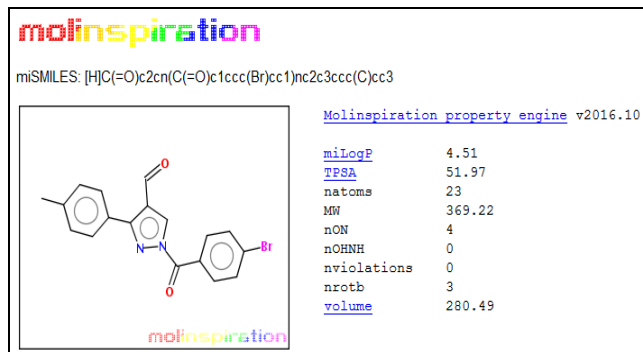 molinspiration
miSMILES: [H]C(=O)c2cn(C(=O)c1ccc(Br)cc1)nc2c3ccc(C)cc3
Molinspiration property engine v2016.10
miLogP 4.51
TPSA 51.97
natoms 23
MW 369.22
nON 4
nOHNH 0
nviolations 0
nrotb 3
volume 280.49
O
N N
Br
O
molinspiration